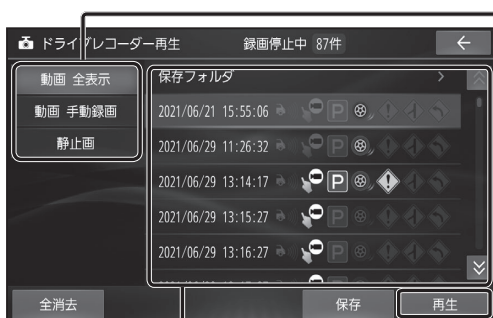 ドライブレコーダー再生 録画停止中 87件
動画 全表示
動画 手動録画
静止画
保存フォルダ
2021/06/21 15:55:06 P
2021/06/29 11:26:32 P
2021/06/29 13:14:17 P
2021/06/29 13:15:27 P
2021/06/29 13:16:27 P
全消去 保存 再生